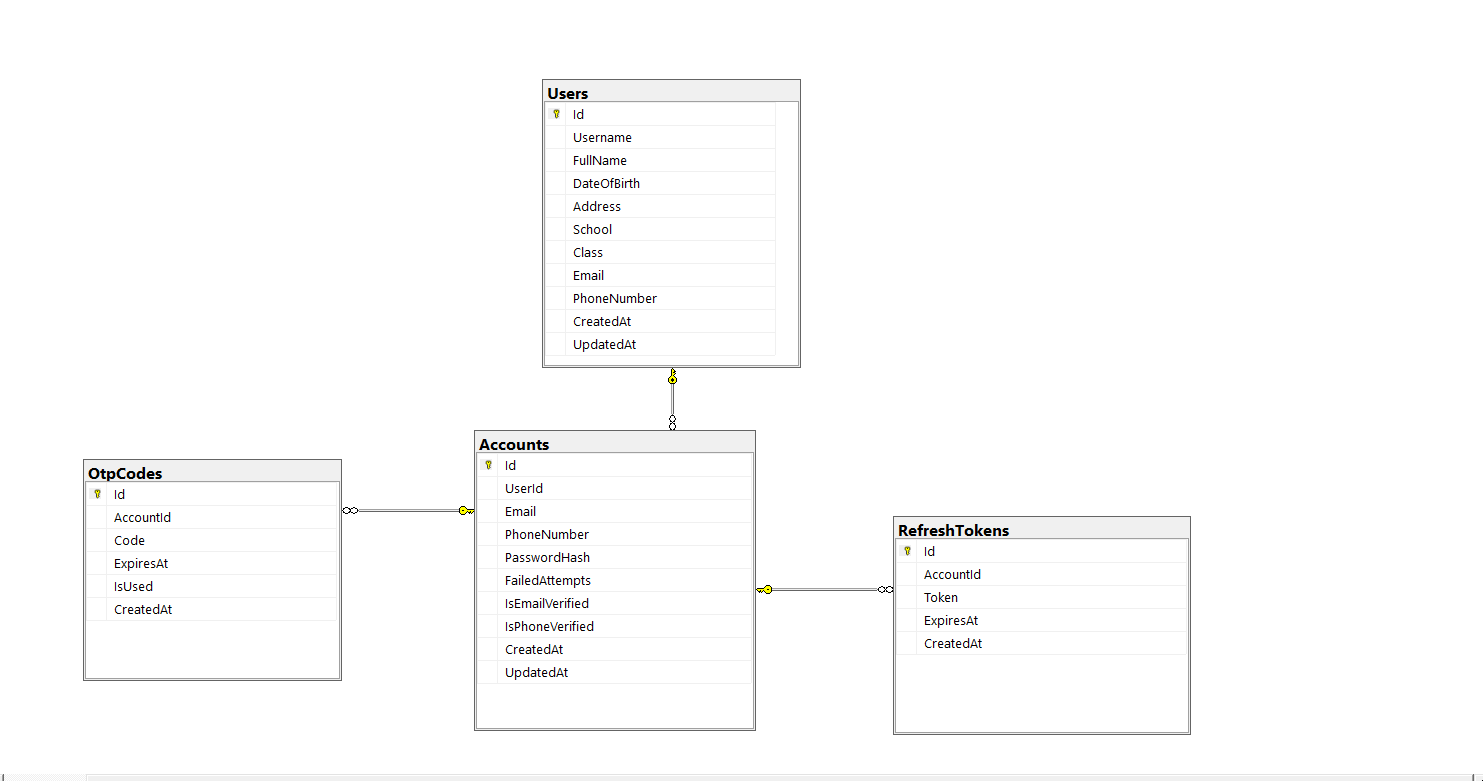 Users
Id
Username
FullName
DateOfBirth
Address
School
Class
Email
PhoneNumber
CreatedAt
UpdatedAt
Accounts
Id
UserId
Email
PhoneNumber
PasswordHash
FailedAttempts
IsEmailVerified
IsPhoneVerified
CreatedAt
UpdatedAt
OtpCodes
Id
AccountId
Code
ExpiresAt
IsUsed
CreatedAt
RefreshTokens
Id
AccountId
Token
ExpiresAt
CreatedAt